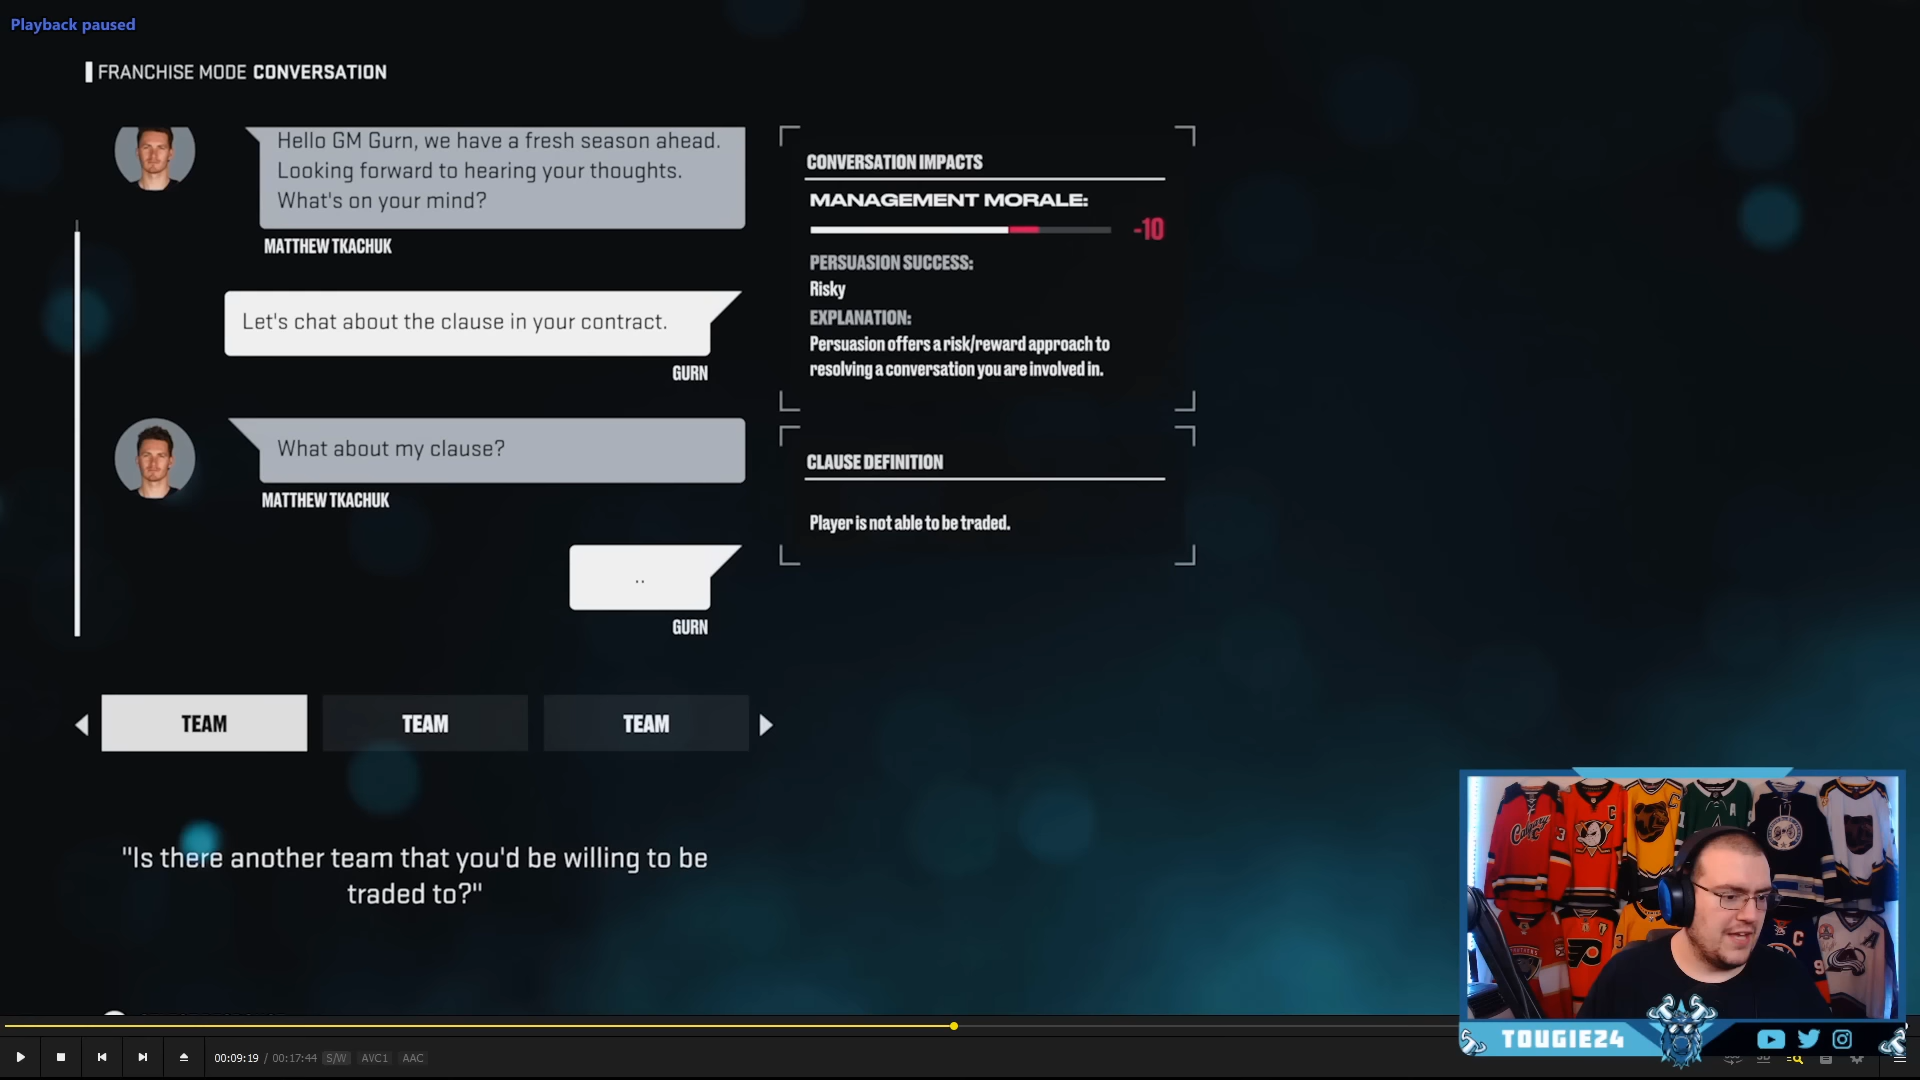 Playback paused
FRANCHISE MODE CONVERSATION
Hello GM Gurn, we have a fresh season ahead.
Looking forward to hearing your thoughts.
What's on your mind?
MATTHEW TKACHUK
Let's chat about the clause in your contract.
GURN
What about my clause?
MATTHEW TKACHUK
..
GURN
CONVERSATION IMPACTS
MANAGEMENT MORALE:
-10
PERSUASION SUCCESS:
Risky
EXPLANATION:
Persuasion offers a risk/reward approach to
resolving a conversation you are involved in.
CLAUSE DEFINITION
Player is not able to be traded.
TEAM
TEAM
TEAM
"Is there another team that you'd be willing to be
traded to?"
Calgary
TOUGIE24
00:09:19 / 00:17:44 S/W AVC1 AAC